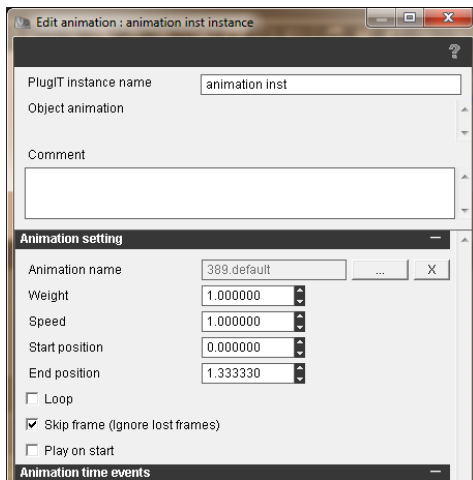 Edit animation : animation inst instance
?
PlugIT instance name animation inst
Object animation
Comment
Animation setting
Animation name 389.default ... X
Weight 1.000000
Speed 1.000000
Start position 0.000000
End position 1.333330
Loop
Skip frame (Ignore lost frames)
Play on start
Animation time events